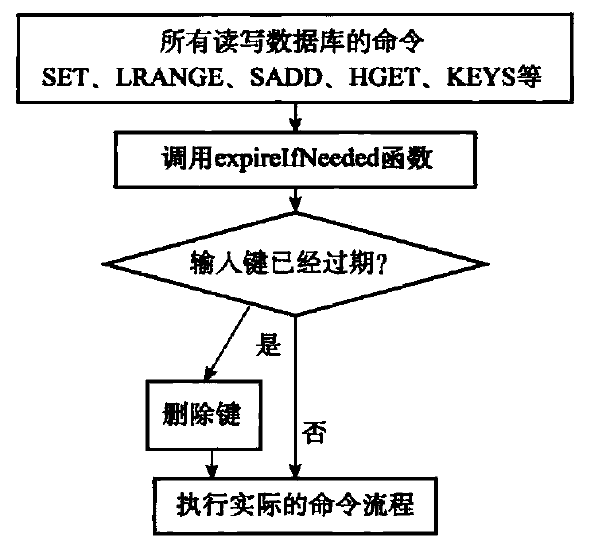 所有读写数据库的命令
SET、LRANGE、SADD、HGET、KEYS等
调用expireIfNeeded函数
输入键已经过期?
是
删除键
否
执行实际的命令流程